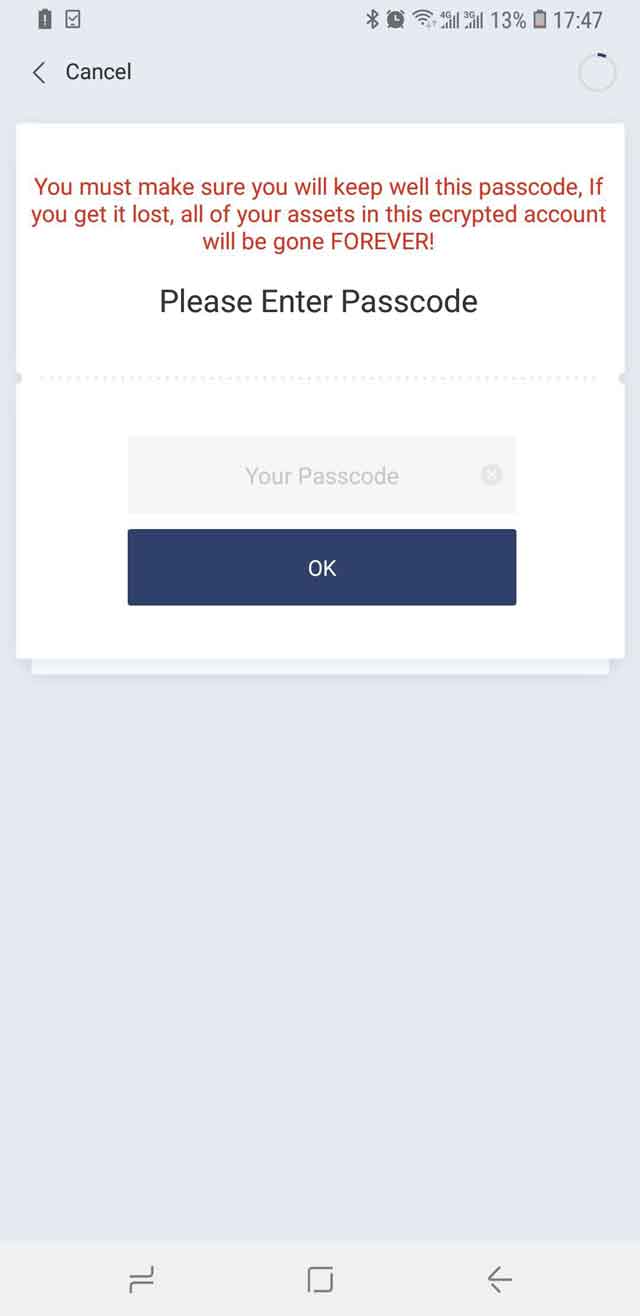 4G 3G 13% 17:47
Cancel
You must make sure you will keep well this passcode, If
you get it lost, all of your assets in this ecrypted account
will be gone FOREVER!
Please Enter Passcode
Your Passcode
OK